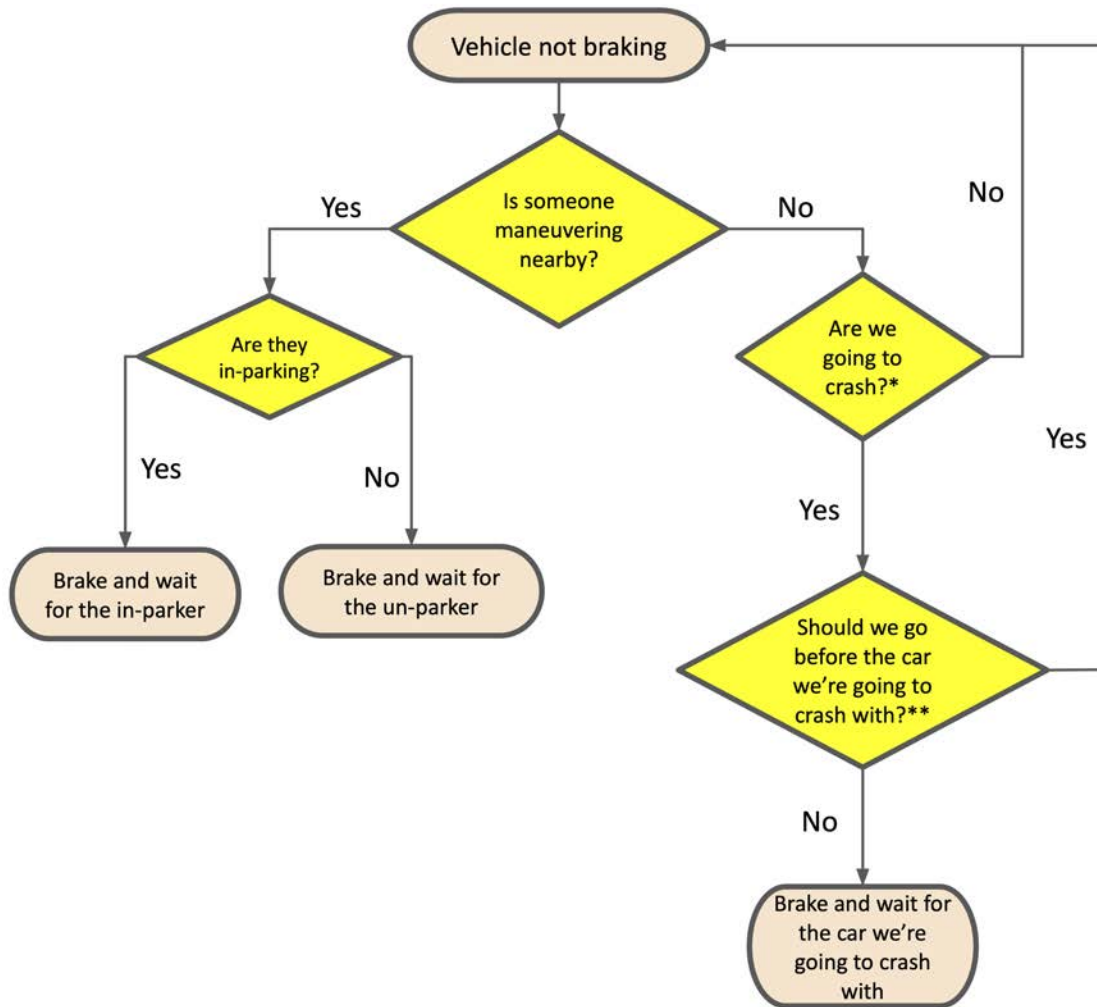 Vehicle not braking
Yes
Is someone
maneuvering
nearby?
No
No
Are they
in-parking?
Are we
going to
crash?*
Yes
No
Yes
Yes
Brake and wait
for the in-parker
Brake and wait for
the un-parker
Should we go
before the car
we’re going to
crash with?**
No
Brake and wait for
the car we’re
going to crash
with